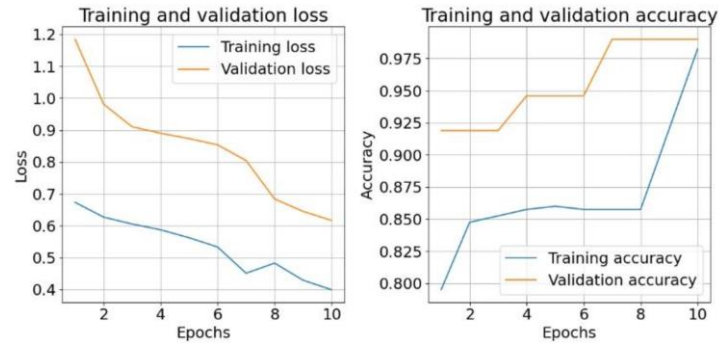 Training and validation loss
1.2
1.1
1.0
0.9
0.8
0.7
0.6
0.5
0.4
Loss
Training loss
Validation loss
2 4 6 8 10
Epochs
Training and validation accuracy
0.975
0.950
0.925
0.900
0.875
0.850
0.825
0.800
Accuracy
Training accuracy
Validation accuracy
2 4 6 8 10
Epochs